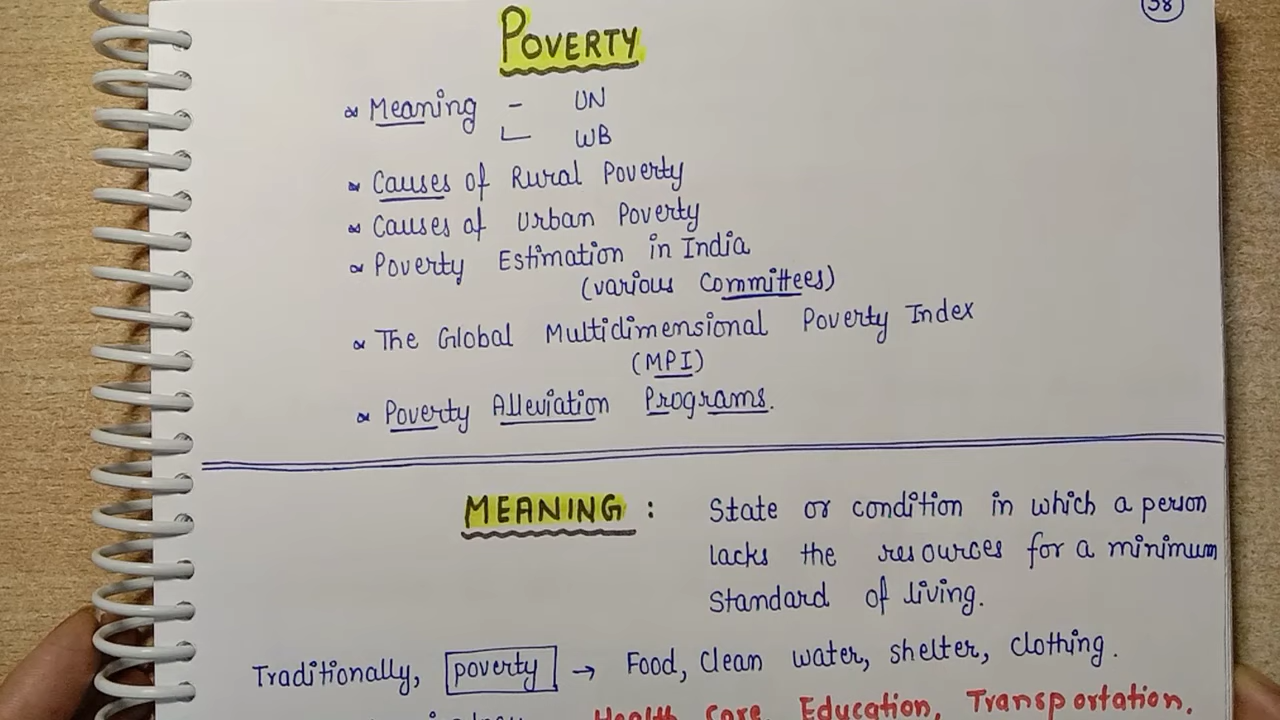 38
POVERTY
Meaning - UN
WB
Causes of Rural Poverty
Causes of Urban Poverty
Poverty Estimation in India
(various Committees)
The Global Multidimensional Poverty Index
(MPI)
Poverty Alleviation Programs.
MEANING : State or condition in which a person
lacks the resources for a minimum
standard of living.
Traditionally, poverty → Food, Clean water, shelter, clothing.
Health Care, Education, Transportation.